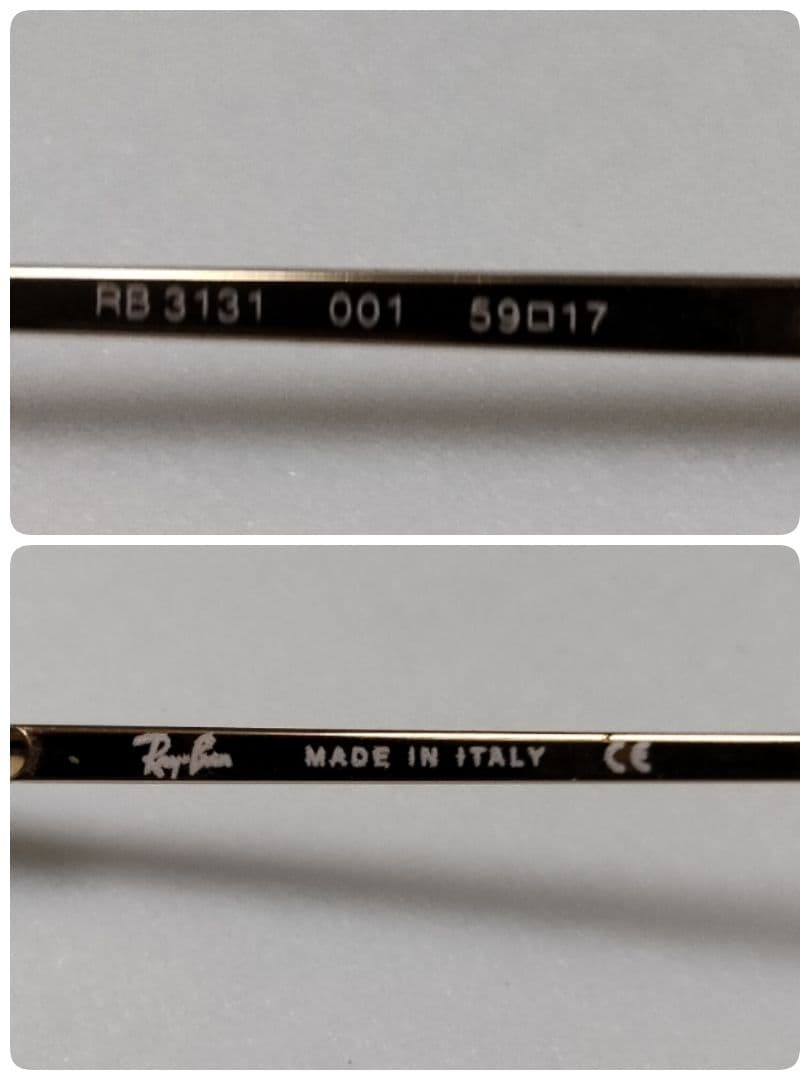 RB 3131 001 59□17
Ray-Ban MADE IN ITALY CE